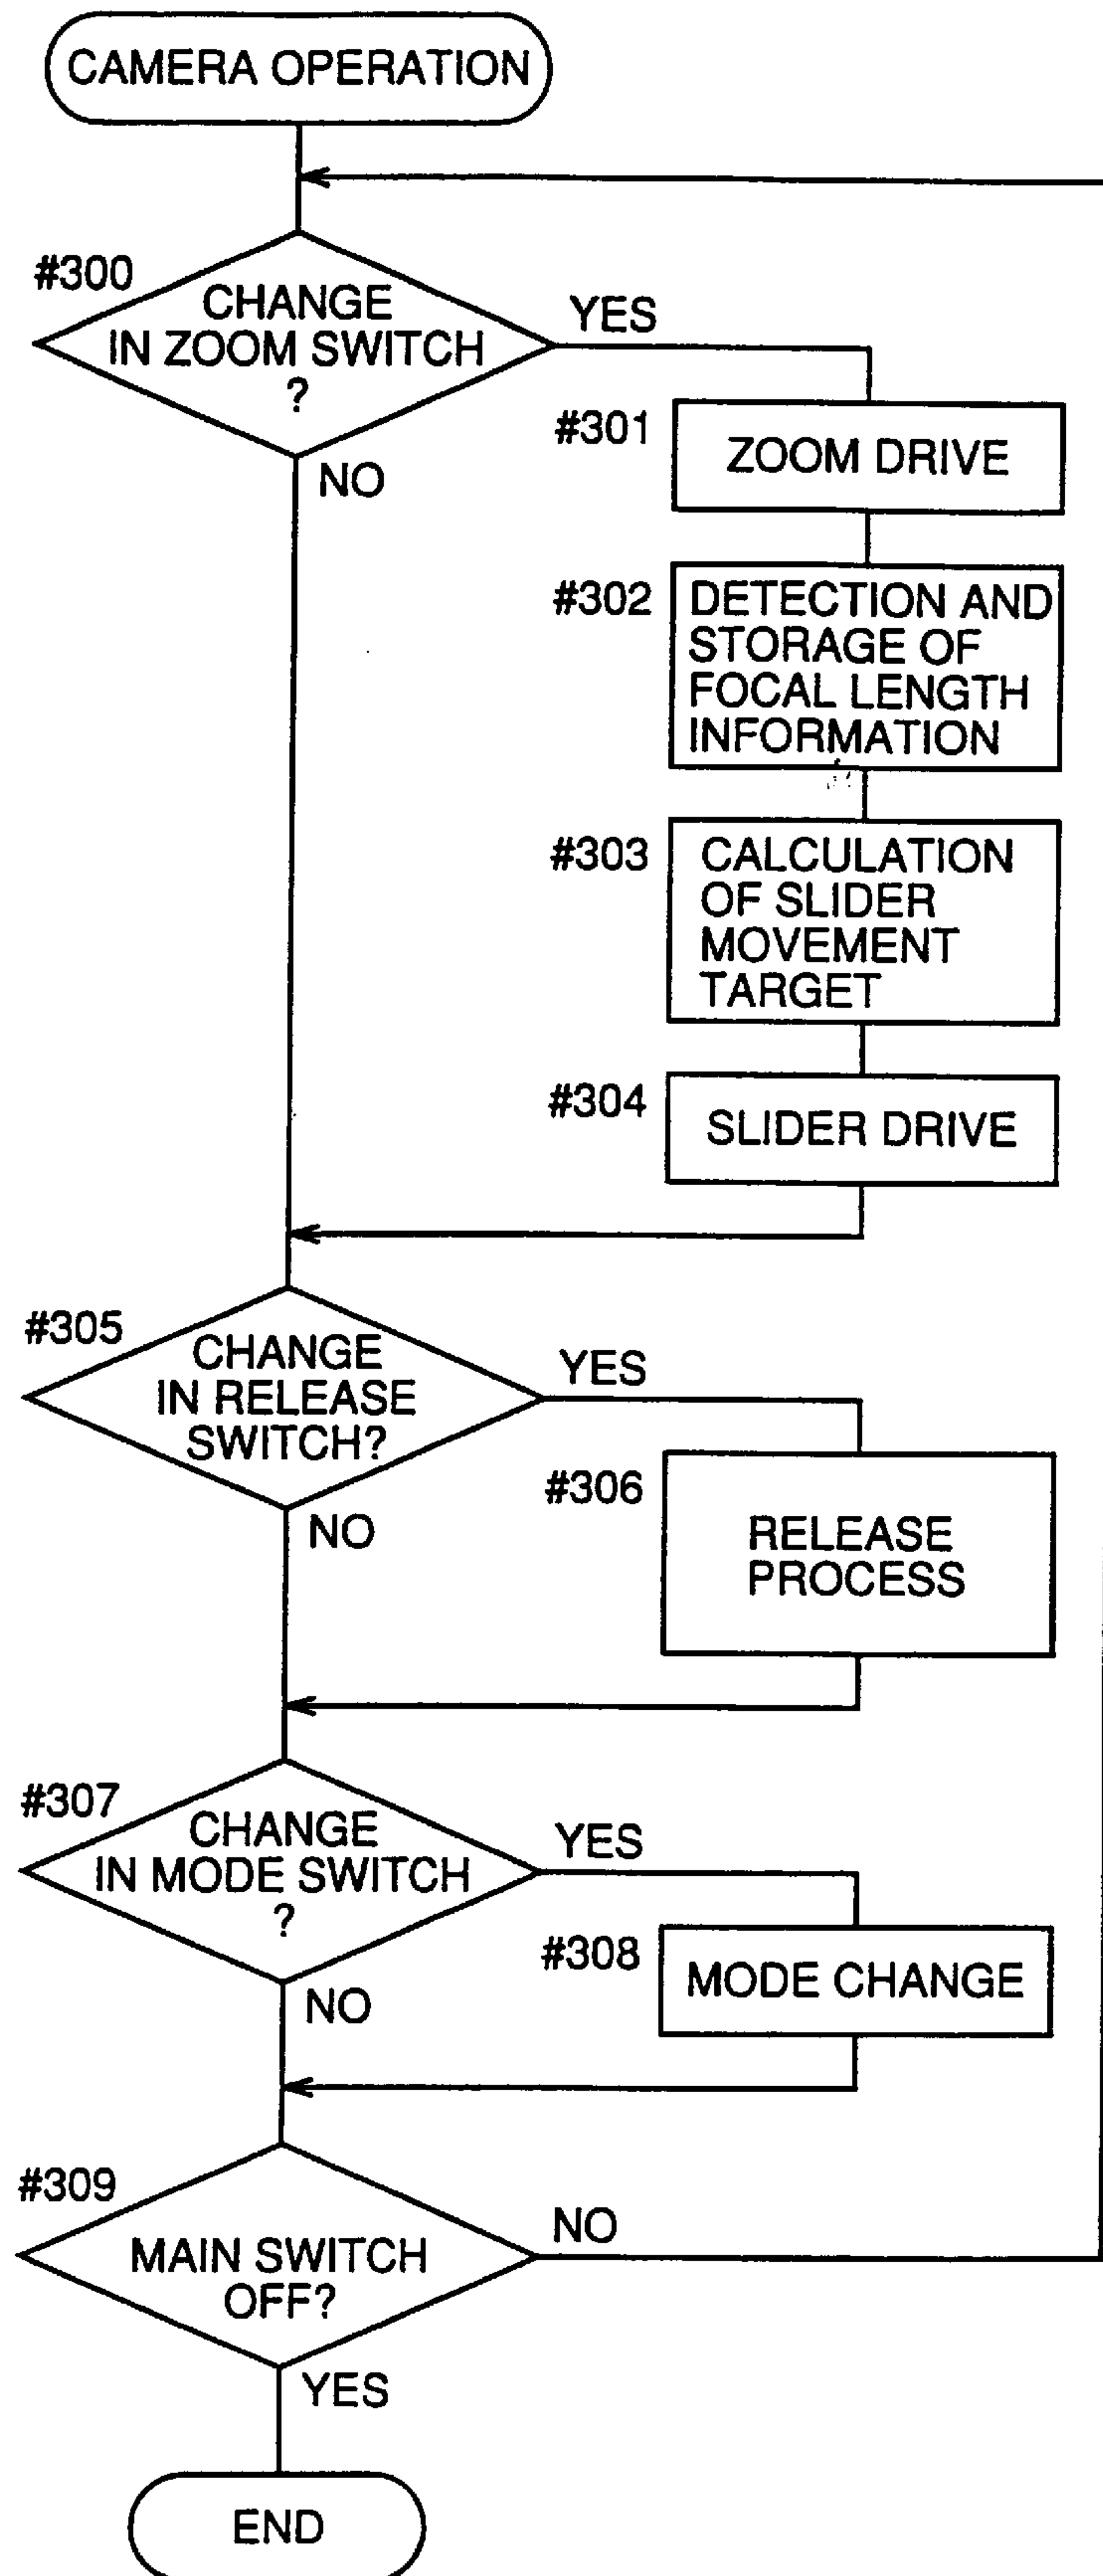 CAMERA OPERATION
#300
CHANGE
IN ZOOM SWITCH
?
YES
NO
#301
ZOOM DRIVE
#302
DETECTION AND
STORAGE OF
FOCAL LENGTH
INFORMATION
#303
CALCULATION
OF SLIDER
MOVEMENT
TARGET
#304
SLIDER DRIVE
#305
CHANGE
IN RELEASE
SWITCH?
YES
NO
#306
RELEASE
PROCESS
#307
CHANGE
IN MODE SWITCH
?
YES
NO
#308
MODE CHANGE
#309
MAIN SWITCH
OFF?
NO
YES
END